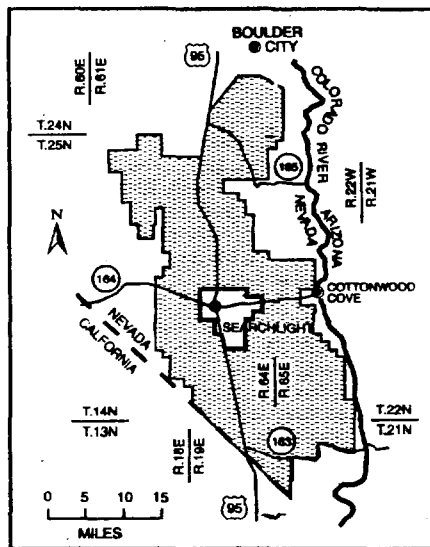 BOULDER
CITY
95
R.60E
R.61E
COLORADO
RIVER
T.24N
T.25N
165
R.22W
R.21W
NEVADA
ARIZONA
N
164
COTTONWOOD
COVE
NEVADA
CALFORNIA
SEARCHLIGHT
R.64E
R.65E
T.14N
T.13N
T.22N
T.21N
R.18E
R.19E
163
0 5 10 15
MILES
95